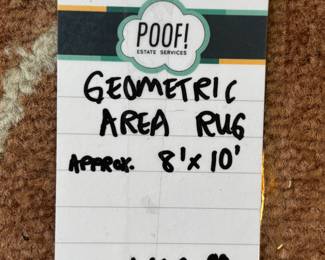 POOF!
ESTATE SERVICES
GEOMETRIC
AREA RUG
APPROX. 8' x 10'